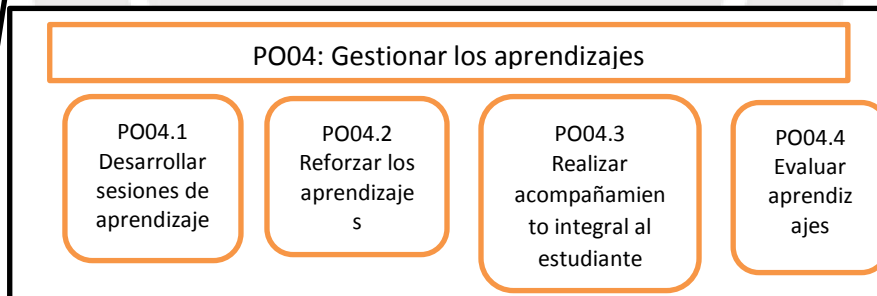 PO04: Gestionar los aprendizajes
PO04.1
Desarrollar
sesiones de
aprendizaje
PO04.2
Reforzar los
aprendizaje
s
PO04.3
Realizar
acompañamien
to integral al
estudiante
PO04.4
Evaluar
aprendiz
ajes